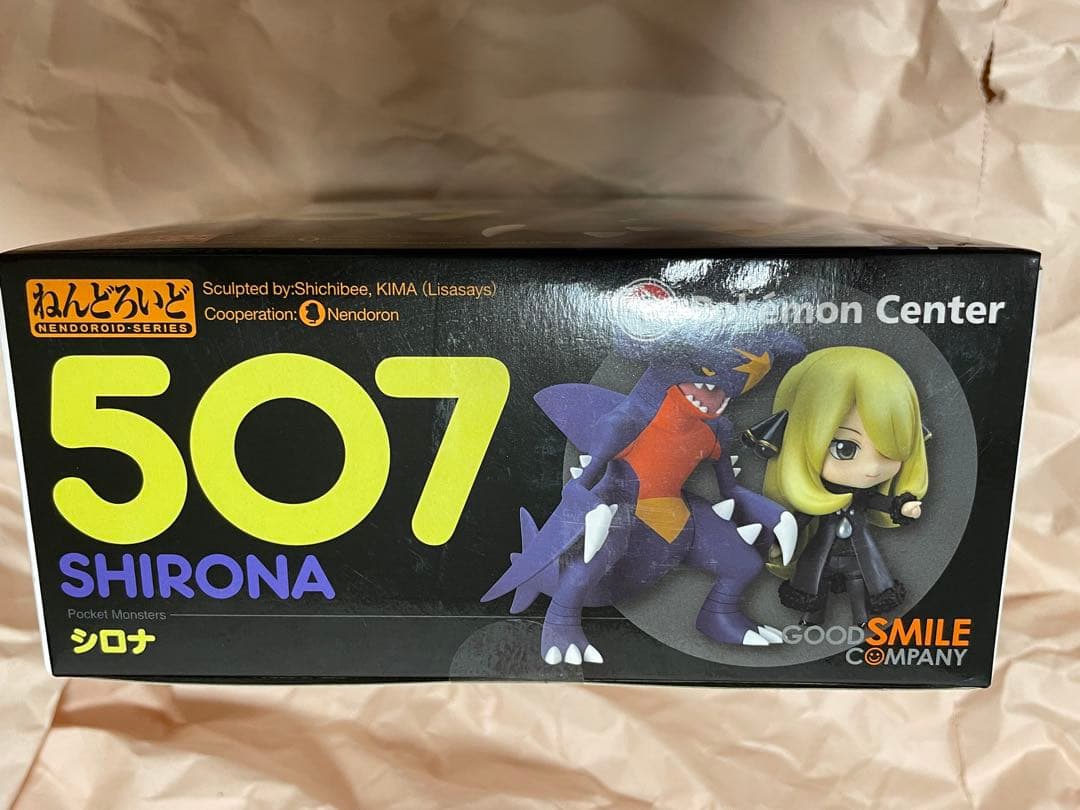 ねんどろいど
NENDOROID·SERIES
Sculpted by:Shichibee, KIMA (Lisasays)
Cooperation: Nendoron
Pokémon Center
507
SHIRONA
Pocket Monsters
シロナ
GOOD SMILE
COMPANY